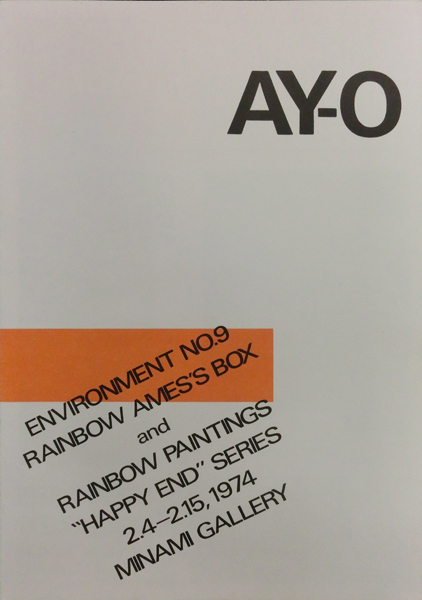 AY-O
ENVIRONMENT NO.9
RAINBOW AMES'S BOX
and
RAINBOW PAINTINGS
"HAPPY END" SERIES
2.4–2.15, 1974
MINAMI GALLERY